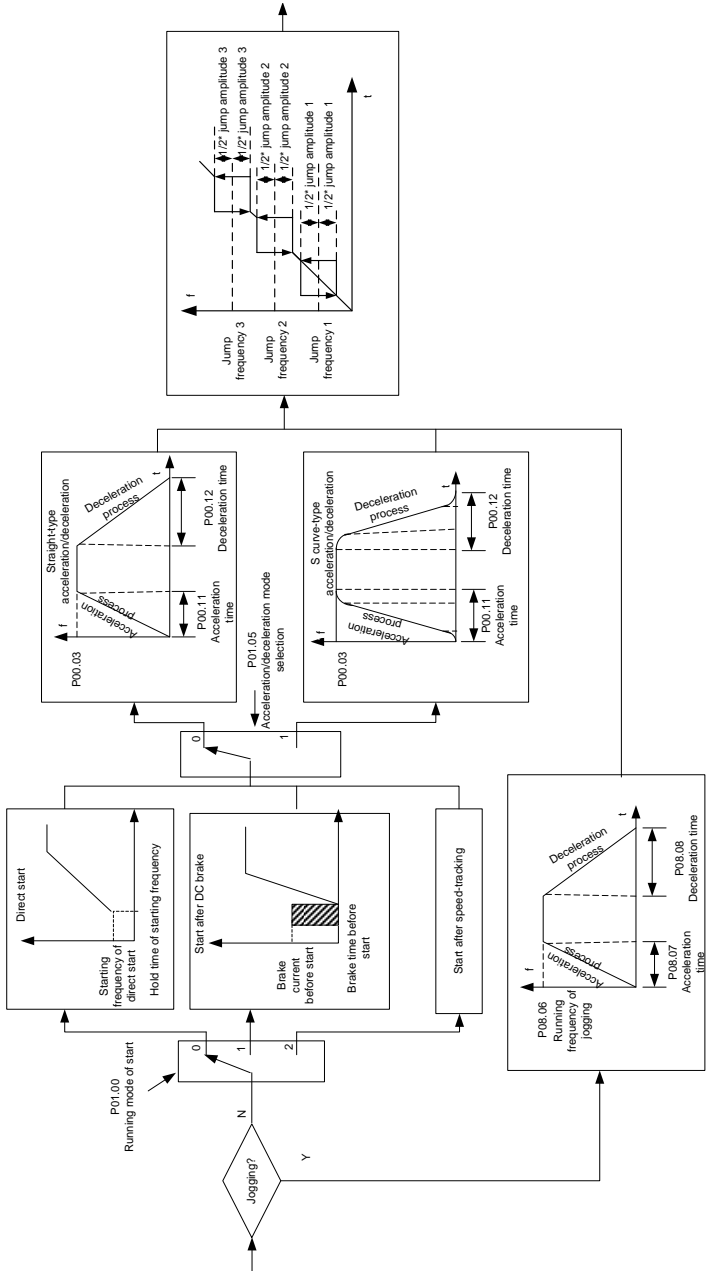 Jogging?
N
Y
P01.00
Running mode of start
0
1
2
Direct start
Starting
frequency of
direct start
Hold time of starting frequency
Start after DC brake
Brake
current
before start
Brake time before
start
Start after speed-tracking
0
1
P01.05
Acceleration/deceleration mode
selection
Straight-type
acceleration/deceleration
f
P00.03
Acceleration
process
Deceleration
process
t
P00.11
Acceleration
time
P00.12
Deceleration time
S curve-type
acceleration/deceleration
f
P00.03
Acceleration
process
Deceleration
process
t
P00.11
Acceleration
time
P00.12
Deceleration time
f
P08.06
Running
frequency of
jogging
Acceleration
process
Deceleration
process
t
P08.07
Acceleration
time
P08.08
Deceleration time
f
Jump
frequency 3
Jump
frequency 2
Jump
frequency 1
1/2* jump amplitude 3
1/2* jump amplitude 3
1/2* jump amplitude 2
1/2* jump amplitude 2
1/2* jump amplitude 1
1/2* jump amplitude 1
t